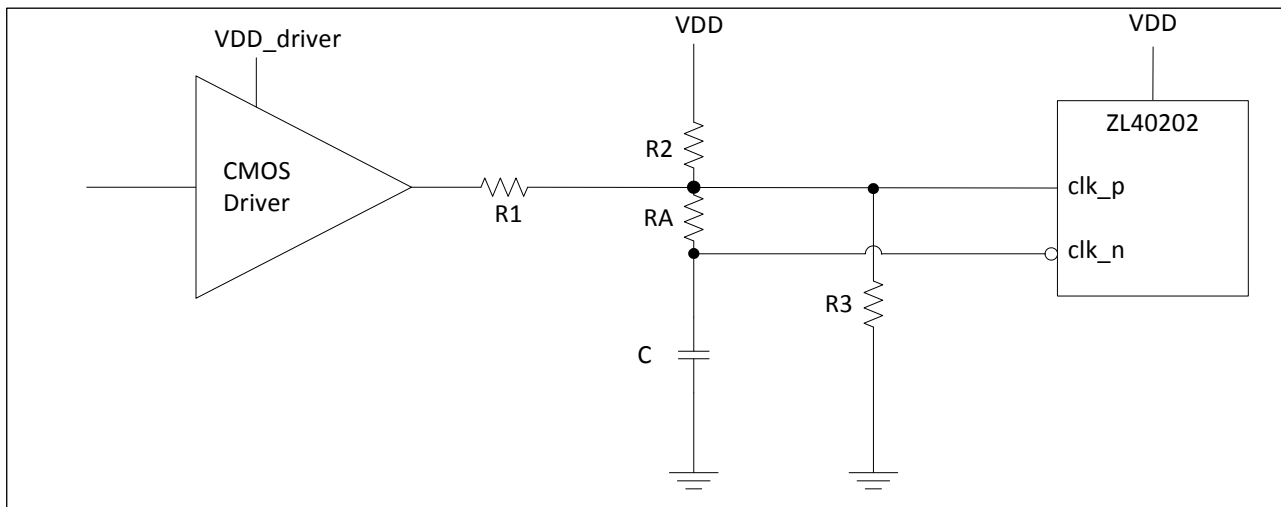 VDD_driver
VDD
VDD
ZL40202
R2
CMOS
Driver
clk_p
R1
RA
clk_n
R3
C